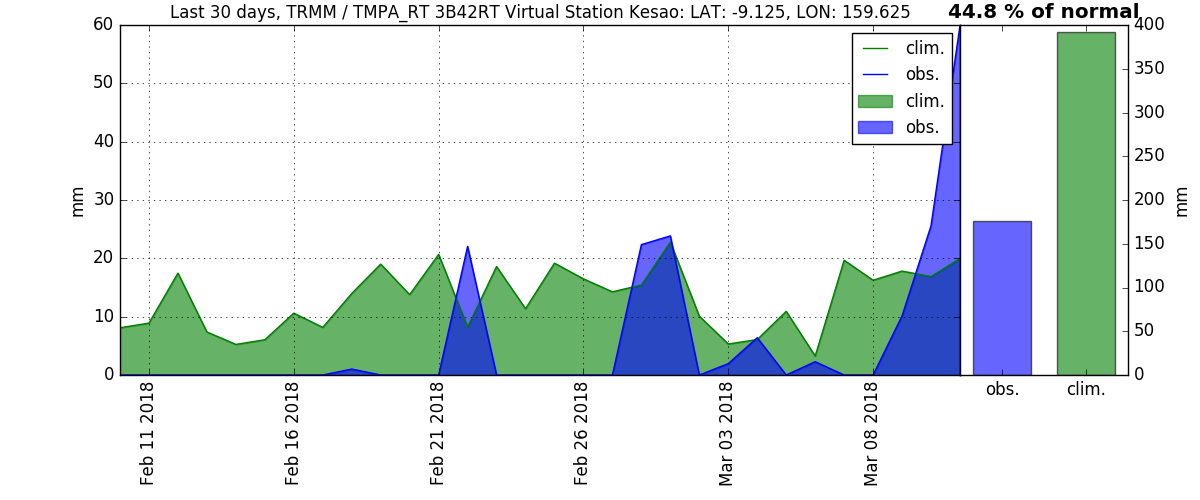 Last 30 days, TRMM / TMPA_RT 3B42RT Virtual Station Kesao: LAT: -9.125, LON: 159.625
44.8 % of normal
60
50
40
30
20
10
0
mm
clim.
obs.
clim.
obs.
400
350
300
250
200
150
100
50
0
mm
Feb 11 2018
Feb 16 2018
Feb 21 2018
Feb 26 2018
Mar 03 2018
Mar 08 2018
obs.
clim.